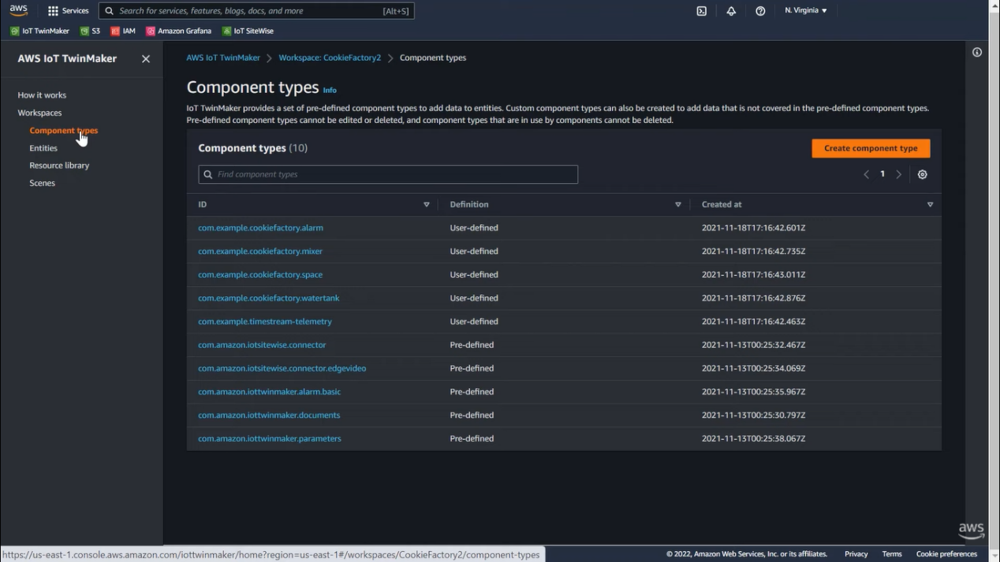 aws Services Search for services, features, blogs, docs, and more [Alt+S] N. Virginia
IoT TwinMaker S3 IAM Amazon Grafana IoT SiteWise
AWS IoT TwinMaker
How it works
Workspaces
Component types
Entities
Resource library
Scenes
AWS IoT TwinMaker Workspace: CookieFactory2 Component types
Component types Info
IoT TwinMaker provides a set of pre-defined component types to add data to entities. Custom component types can also be created to add data that is not covered in the pre-defined component types.
Pre-defined component types cannot be edited or deleted, and component types that are in use by components cannot be deleted.
Component types (10) Create component type
Find component types 1
ID Definition Created at
com.example.cookiefactory.alarm User-defined 2021-11-18T17:16:42.601Z
com.example.cookiefactory.mixer User-defined 2021-11-18T17:16:42.735Z
com.example.cookiefactory.space User-defined 2021-11-18T17:16:43.011Z
com.example.cookiefactory.watertank User-defined 2021-11-18T17:16:42.876Z
com.example.timestream-telemetry User-defined 2021-11-18T17:16:42.463Z
com.amazon.iotsitewise.connector Pre-defined 2021-11-13T00:25:32.467Z
com.amazon.iotsitewise.connector.edgevideo Pre-defined 2021-11-13T00:25:34.069Z
com.amazon.iottwinmaker.alarm.basic Pre-defined 2021-11-13T00:25:35.967Z
com.amazon.iottwinmaker.documents Pre-defined 2021-11-13T00:25:30.797Z
com.amazon.iottwinmaker.parameters Pre-defined 2021-11-13T00:25:38.067Z
aws
https://us-east-1.console.aws.amazon.com/iottwinmaker/home?region=us-east-1#/workspaces/CookieFactory2/component-types © 2022, Amazon Web Services, Inc. or its affiliates. Privacy Terms Cookie preferences